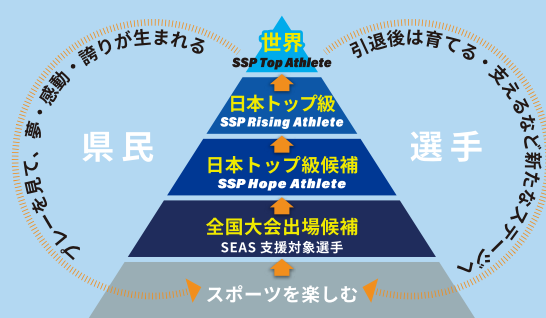 世界
SSP Top Athlete
日本トップ級
SSP Rising Athlete
日本トップ級候補
SSP Hope Athlete
全国大会出場候補
SEAS 支援対象選手
スポーツを楽しむ
県民
プレーを見て、夢・感動・誇りが生まれる
選手
引退後は育てる・支えるなど新たなステージへ